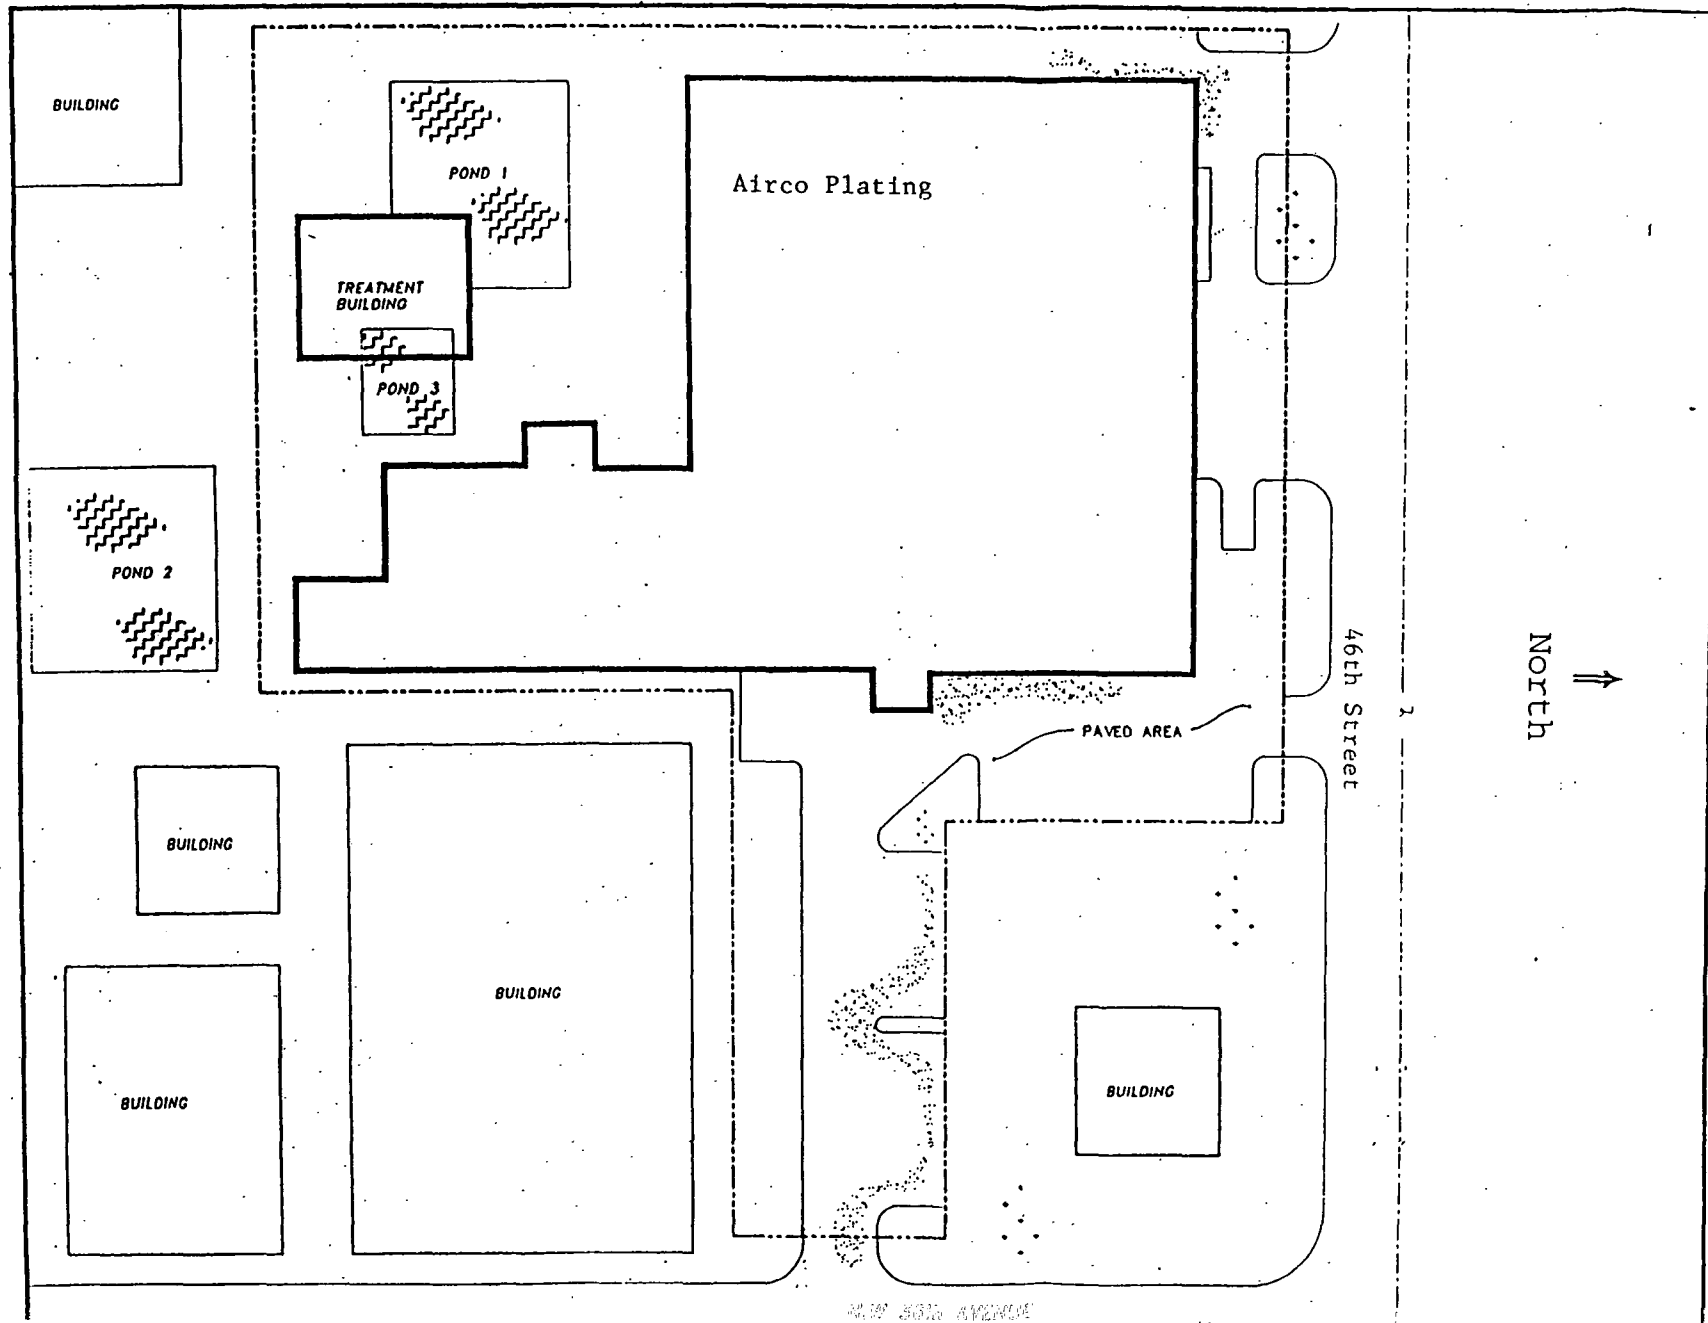 BUILDING
POND 1
Airco Plating
TREATMENT
BUILDING
POND 3
POND 2
46th Street
North
PAVED AREA
BUILDING
BUILDING
BUILDING
BUILDING
AVENUE